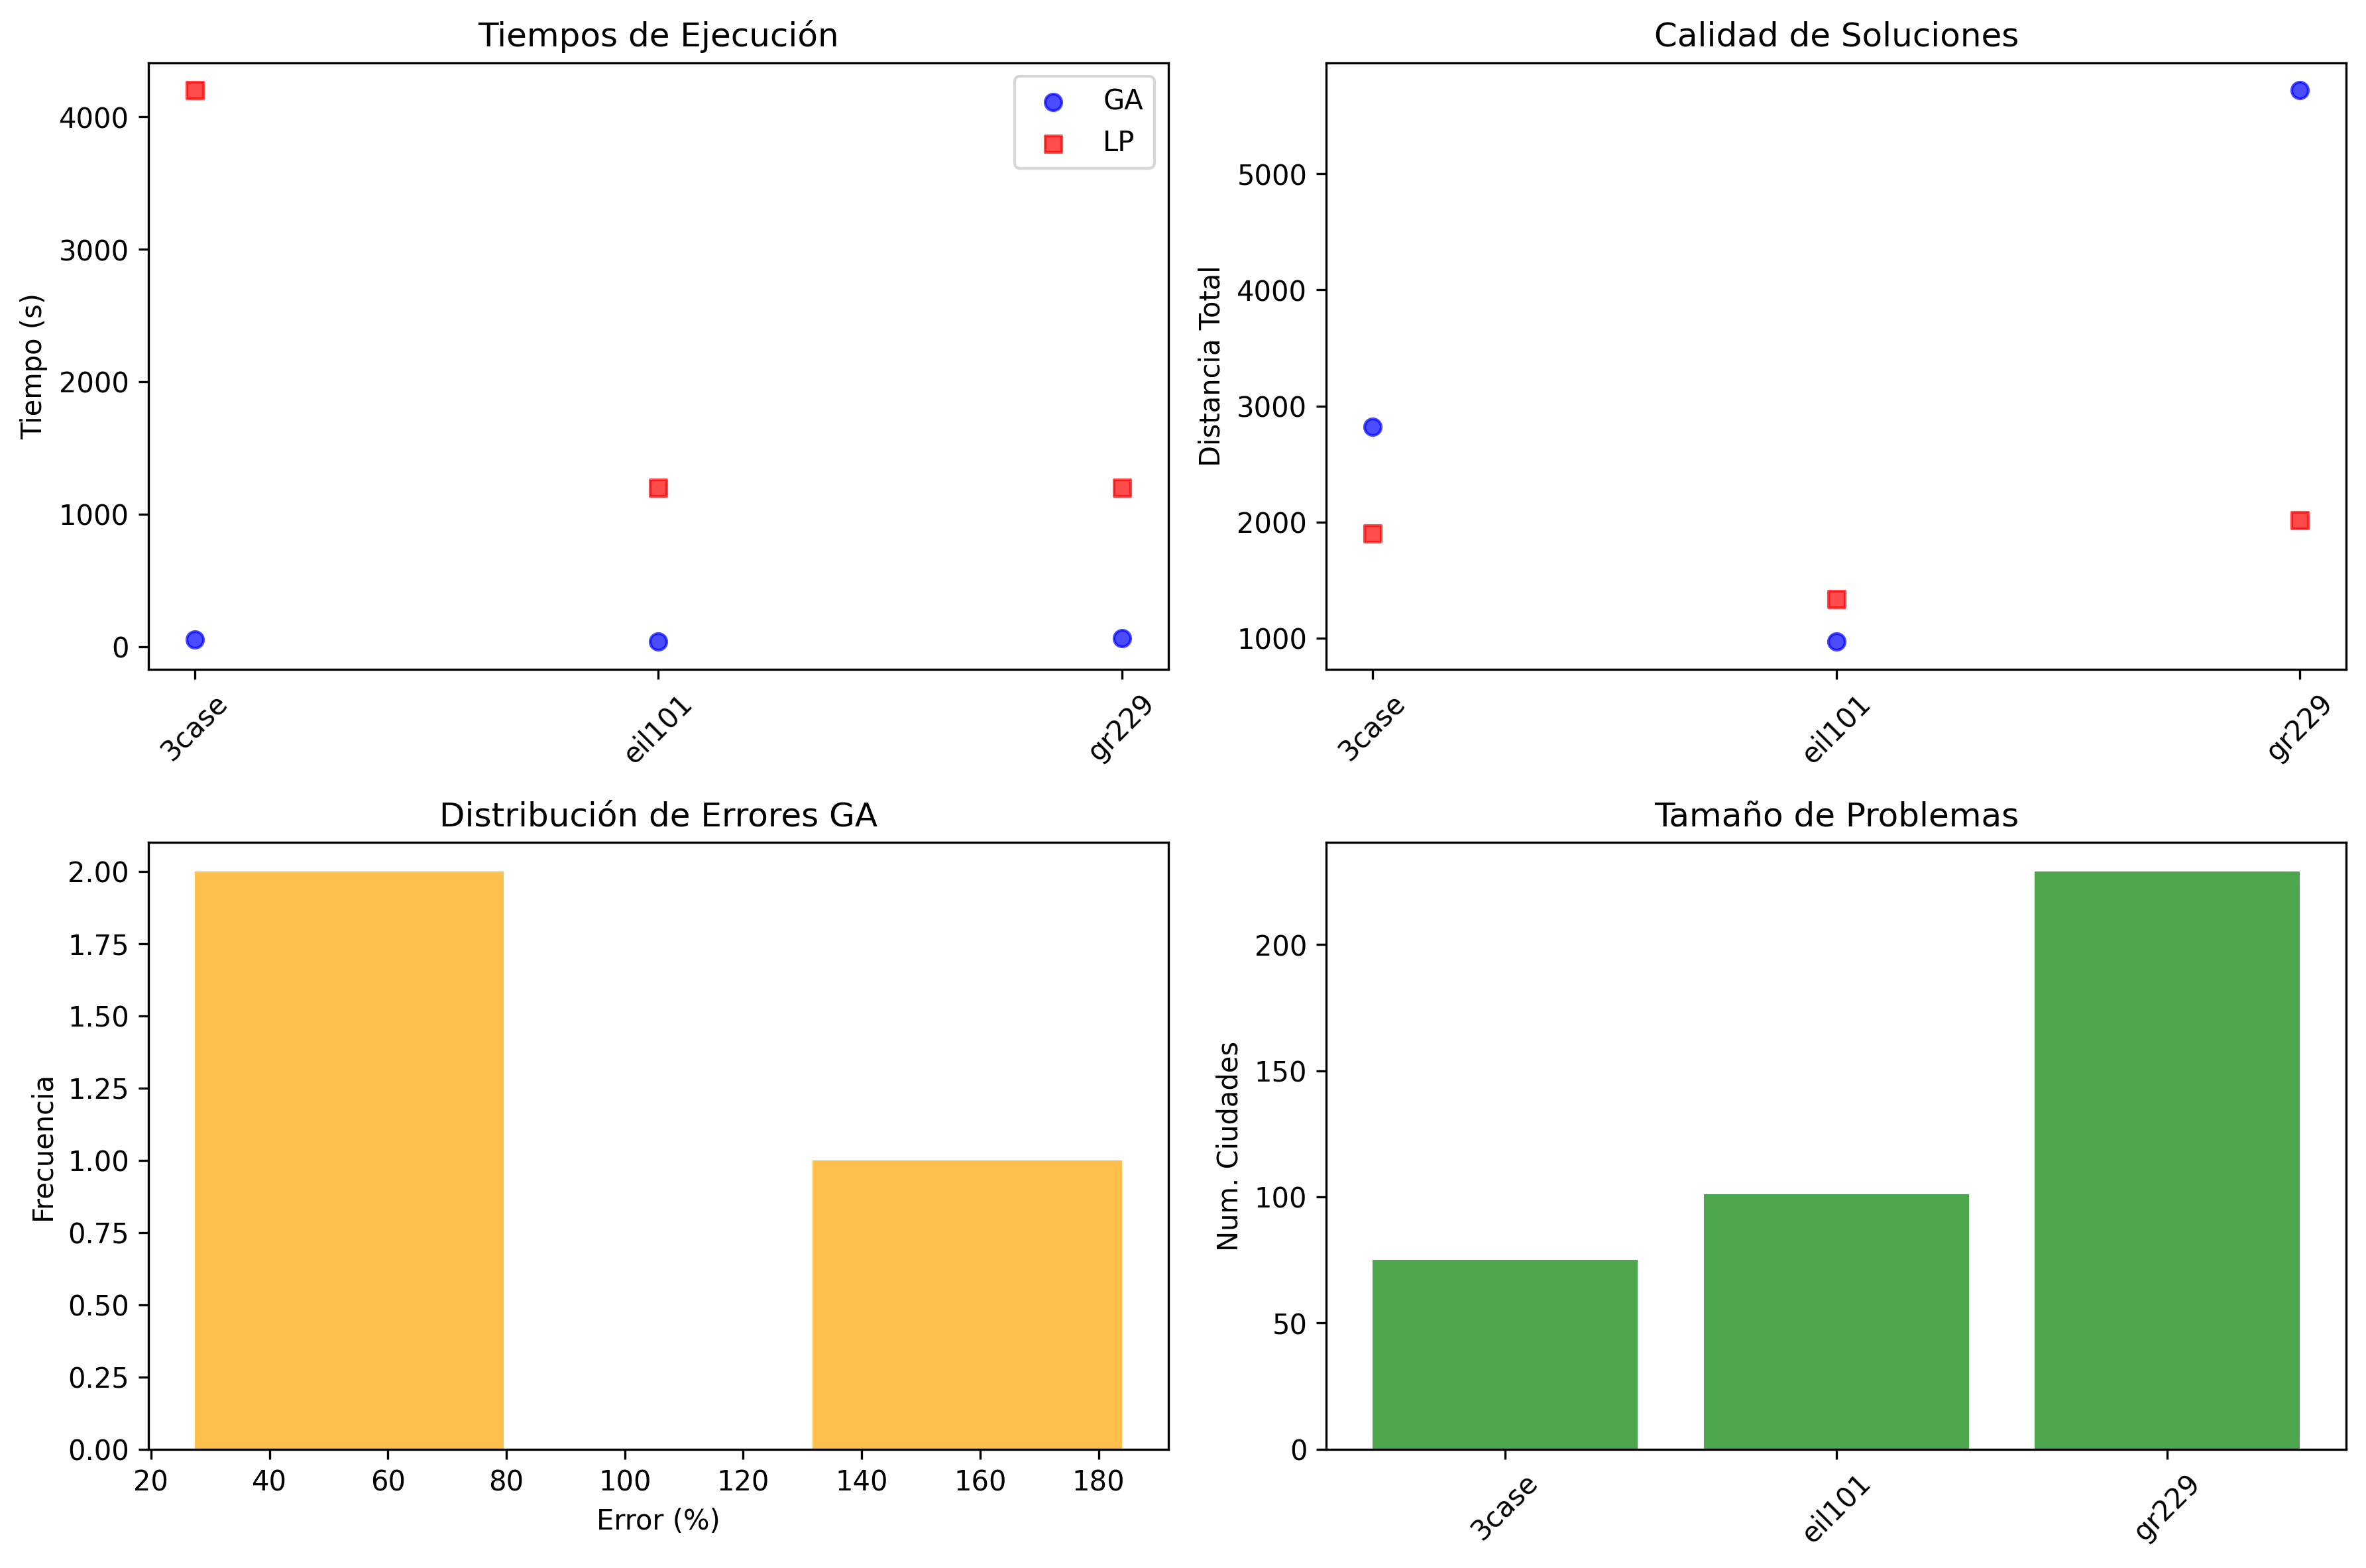 Tiempos de Ejecución
Tiempo (s)
4000
3000
2000
1000
0
GA
LP
3case
eil101
gr229
Calidad de Soluciones
Distancia Total
5000
4000
3000
2000
1000
3case
eil101
gr229
Distribución de Errores GA
Frecuencia
2.00
1.75
1.50
1.25
1.00
0.75
0.50
0.25
0.00
20 40 60 80 100 120 140 160 180
Error (%)
Tamaño de Problemas
Num. Ciudades
200
150
100
50
0
3case
eil101
gr229